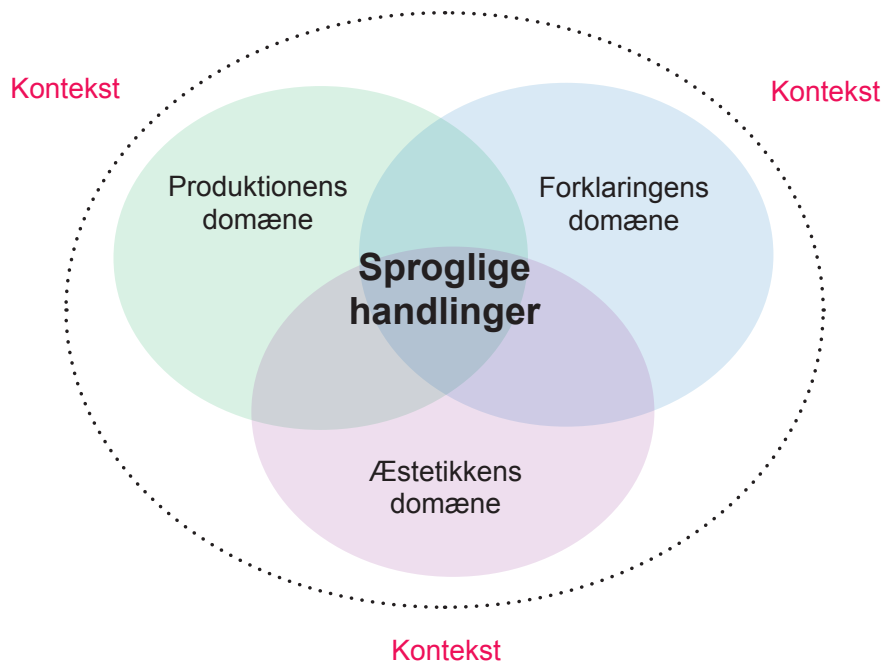 Kontekst
Kontekst
Produktionens
domæne
Forklaringens
domæne
Sproglige
handlinger
Æstetikkens
domæne
Kontekst